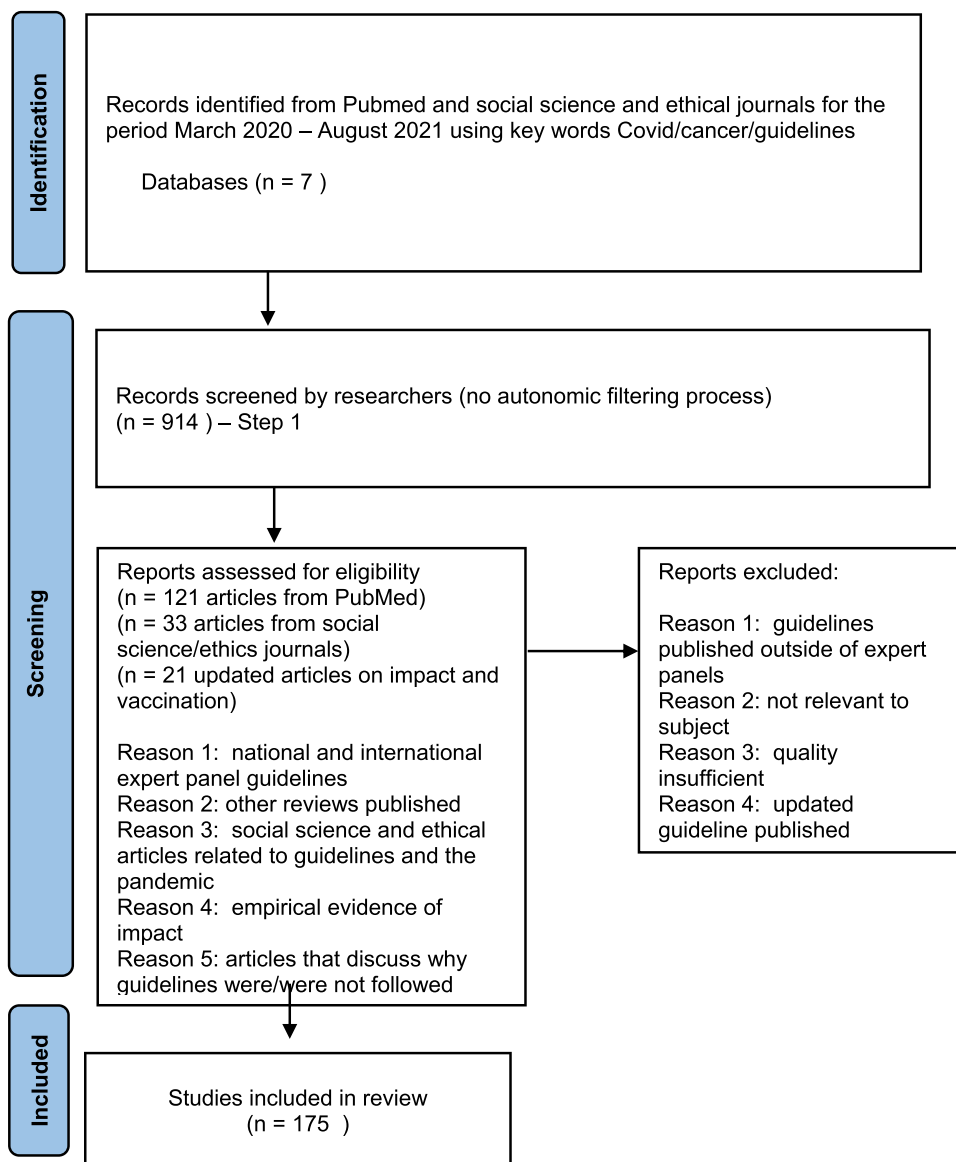 Identification
Records identified from Pubmed and social science and ethical journals for the
period March 2020 – August 2021 using key words Covid/cancer/guidelines
Databases (n = 7 )
Screening
Records screened by researchers (no autonomic filtering process)
(n = 914 ) – Step 1
Reports assessed for eligibility
(n = 121 articles from PubMed)
(n = 33 articles from social
science/ethics journals)
(n = 21 updated articles on impact and
vaccination)
Reason 1:  national and international
expert panel guidelines
Reason 2: other reviews published
Reason 3:  social science and ethical
articles related to guidelines and the
pandemic
Reason 4:  empirical evidence of
impact
Reason 5: articles that discuss why
guidelines were/were not followed
Reports excluded:
Reason 1:  guidelines
published outside of expert
panels
Reason 2: not relevant to
subject
Reason 3:  quality
insufficient
Reason 4:  updated
guideline published
Included
Studies included in review
(n = 175  )